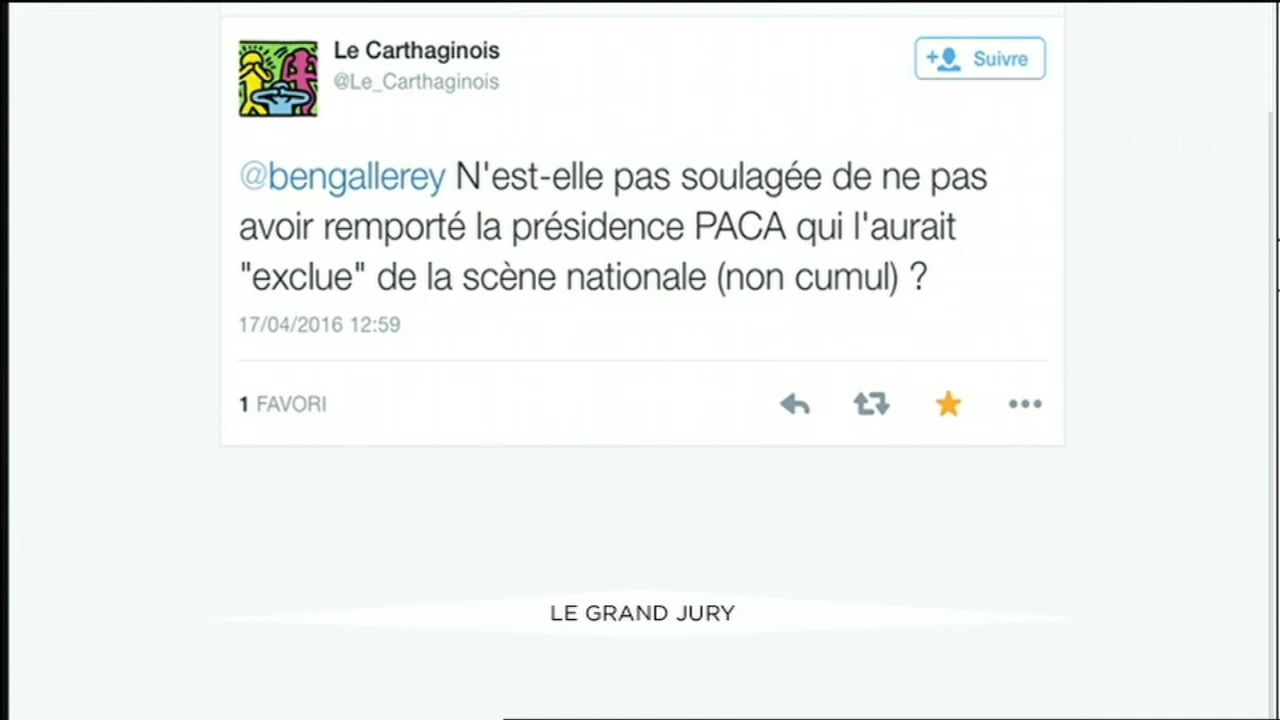 Le Carthaginois
@Le_Carthaginois
Suivre
REPLAY
@bengallerey N'est-elle pas soulagée de ne pas
avoir remporté la présidence PACA qui l'aurait
"exclue" de la scène nationale (non cumul) ?
17/04/2016 12:59
1 FAVORI
LE GRAND JURY